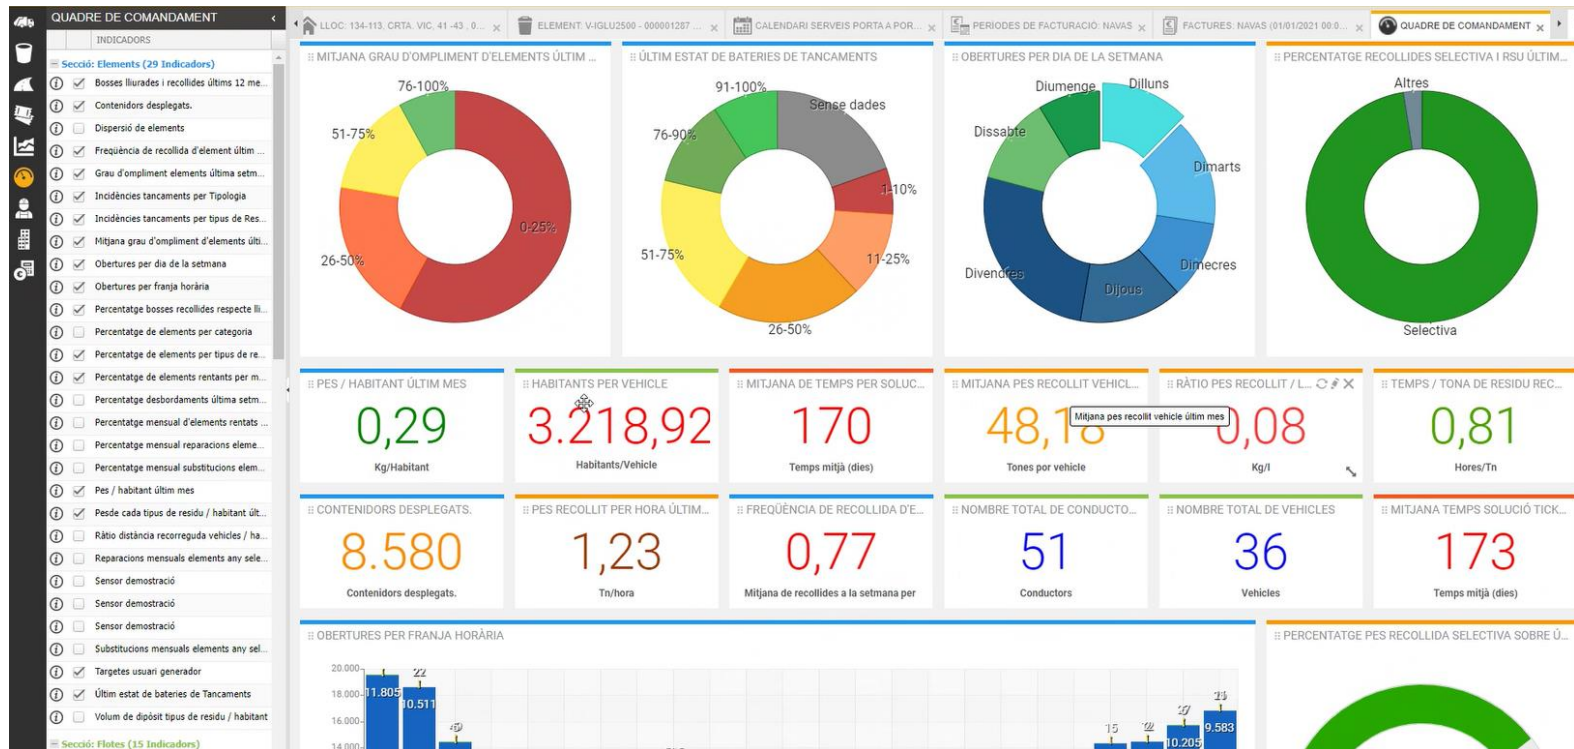 QUADRE DE COMANDAMENT
INDICADORS
Secció: Elements (29 Indicadors)
Bosses lliurades i recollides últims 12 me...
Contenidors desplegats.
Dispersió de elements
Freqüència de recollida d'element últim ...
Grau d'ompliment elements última setm...
Incidències tancaments per Tipologia
Incidències tancaments per tipus de Res...
Mitjana grau d'ompliment d'elements últi...
Obertures per dia de la setmana
Obertures per franja horària
Percentatge bosses recollides respecte lli...
Percentatge de elements per categoria
Percentatge de elements per tipus de re...
Percentatge de elements rentants per m...
Percentatge desbordaments última setm...
Percentatge mensual d'elements rentats ...
Percentatge mensual reparacions eleme...
Percentatge mensual substitucions elem...
Pes / habitant últim mes
Pesde cada tipus de residu / habitant últ...
Ràtio distància recorreguda vehicles / ha...
Reparacions mensuals elements any sele...
Sensor demostració
Sensor demostració
Sensor demostració
Substitucions mensuals elements any sel...
Targetes usuari generador
Últim estat de bateries de Tancaments
Volum de dipòsit tipus de residu / habitant
Secció: Flotes (15 Indicadors)
LLOC: 134-113. CRTA. VIC, 41 -43 , 0...
ELEMENT: V-IGLU2500 - 000001287 ...
CALENDARI SERVEIS PORTA A POR...
PERÍODES DE FACTURACIÓ: NAVAS
FACTURES: NAVAS (01/01/2021 00:0...
QUADRE DE COMANDAMENT
MITJANA GRAU D'OMPLIMENT D'ELEMENTS ÚLTIM ...
76-100%
51-75%
0-25%
26-50%
ÚLTIM ESTAT DE BATERIES DE TANCAMENTS
91-100%
Sense dades
76-90%
1-10%
51-75%
11-25%
26-50%
OBERTURES PER DIA DE LA SETMANA
Diumenge
Dilluns
Dissabte
Dimarts
Divendres
Dimecres
Dijous
PERCENTATGE RECOLLIDES SELECTIVA I RSU ÚLTIM...
Altres
Selectiva
PES / HABITANT ÚLTIM MES
0,29
Kg/Habitant
HABITANTS PER VEHICLE
3.218,92
Habitants/Vehicle
MITJANA DE TEMPS PER SOLUC...
170
Temps mitjà (dies)
MITJANA PES RECOLLIT VEHICL...
48,18
Tones por vehicle
Mitjana pes recollit vehicle últim mes
RÀTIO PES RECOLLIT / L...
0,08
Kg/l
TEMPS / TONA DE RESIDU REC...
0,81
Hores/Tn
CONTENIDORS DESPLEGATS.
8.580
Contenidors desplegats.
PES RECOLLIT PER HORA ÚLTIM...
1,23
Tn/hora
FREQÜÈNCIA DE RECOLLIDA D'E...
0,77
Mitjana de recollides a la setmana per
NOMBRE TOTAL DE CONDUCTO...
51
Conductors
NOMBRE TOTAL DE VEHICLES
36
Vehicles
MITJANA TEMPS SOLUCIÓ TICK...
173
Temps mitjà (dies)
OBERTURES PER FRANJA HORÀRIA
20.000
18.000
16.000
14.000
11.805
22
10.511
15
10.205
9.583
PERCENTATGE PES RECOLLIDA SELECTIVA SOBRE Ú...